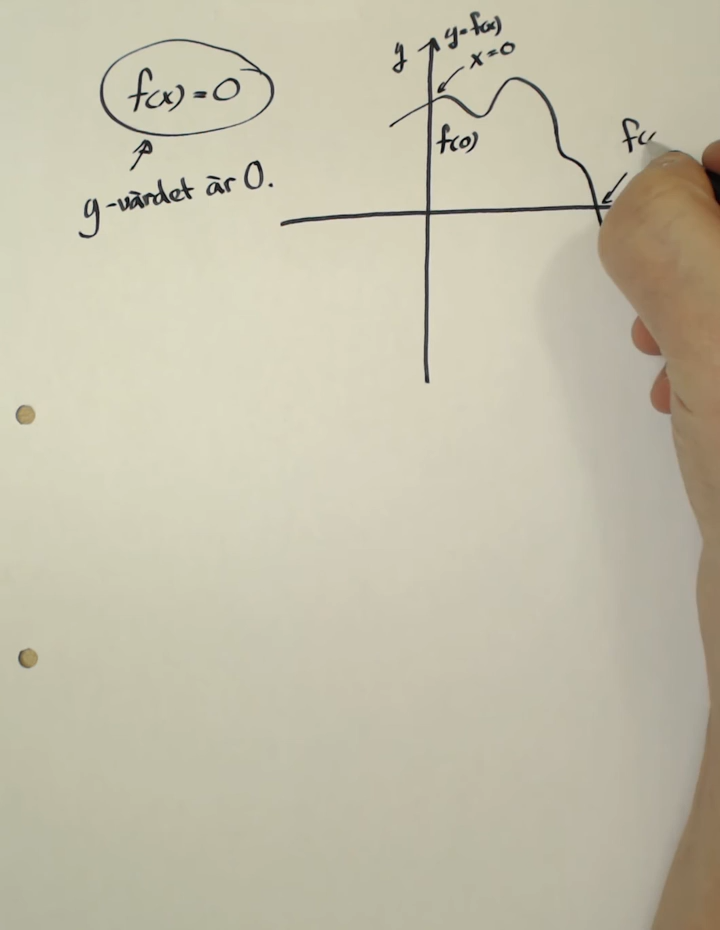 f(x) = 0
y-värdet är 0.
y
y=f(x)
x=0
f(0)
f(